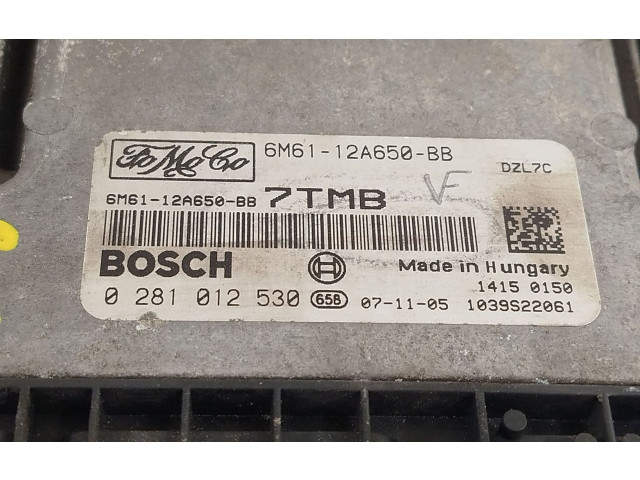 FoMoCo 6M61-12A650-BB
DZL7C
6M61-12A650-BB 7TMB
VF
BOSCH
Made in Hungary
1415 0150
0 281 012 530 658 07-11-05 1039S22061